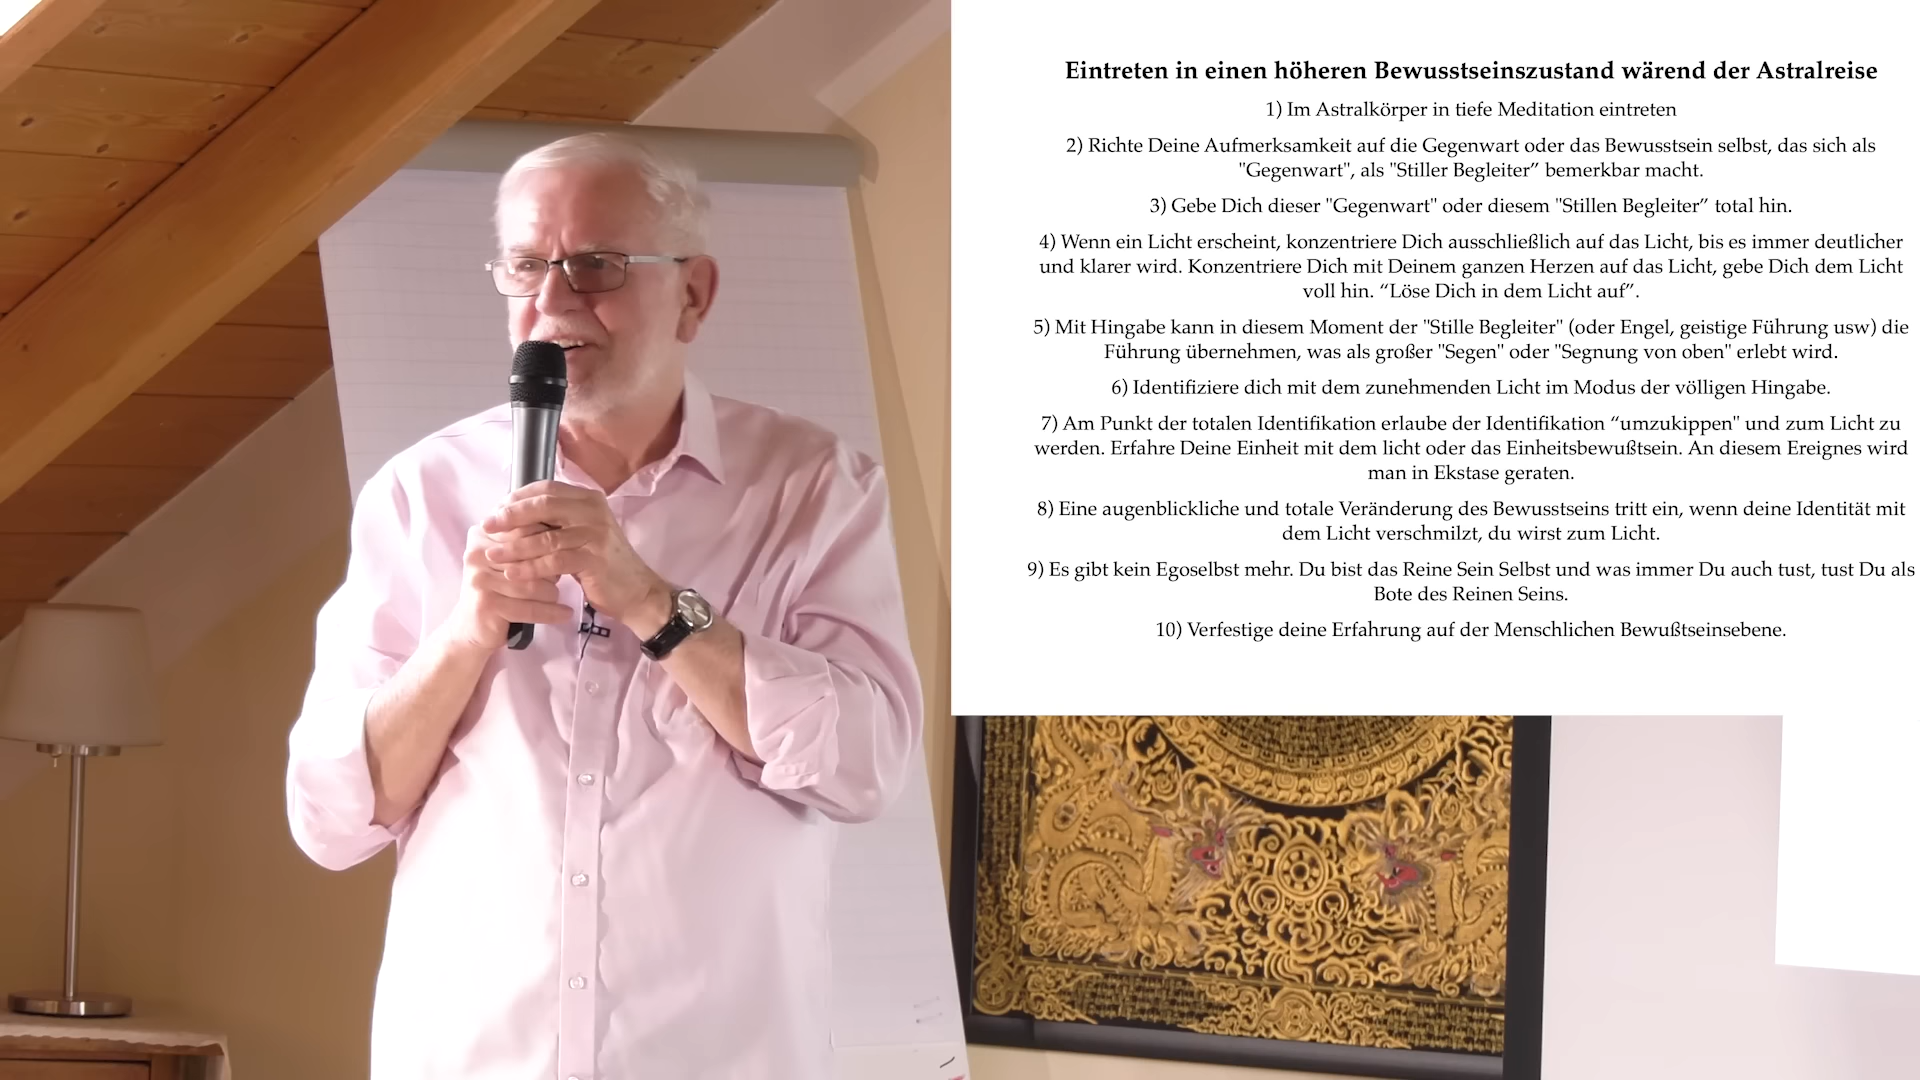 Eintreten in einen höheren Bewusstseinszustand wärend der Astralreise
1) Im Astralkörper in tiefe Meditation eintreten
2) Richte Deine Aufmerksamkeit auf die Gegenwart oder das Bewusstsein selbst, das sich als
"Gegenwart", als "Stiller Begleiter” bemerkbar macht.
3) Gebe Dich dieser "Gegenwart" oder diesem "Stillen Begleiter” total hin.
4) Wenn ein Licht erscheint, konzentriere Dich ausschließlich auf das Licht, bis es immer deutlicher
und klarer wird. Konzentriere Dich mit Deinem ganzen Herzen auf das Licht, gebe Dich dem Licht
voll hin. “Löse Dich in dem Licht auf”.
5) Mit Hingabe kann in diesem Moment der "Stille Begleiter" (oder Engel, geistige Führung usw) die
Führung übernehmen, was als großer "Segen" oder "Segnung von oben" erlebt wird.
6) Identifiziere dich mit dem zunehmenden Licht im Modus der völligen Hingabe.
7) Am Punkt der totalen Identifikation erlaube der Identifikation “umzukippen" und zum Licht zu
werden. Erfahre Deine Einheit mit dem licht oder das Einheitsbewußtsein. An diesem Ereignes wird
man in Ekstase geraten.
8) Eine augenblickliche und totale Veränderung des Bewusstseins tritt ein, wenn deine Identität mit
dem Licht verschmilzt, du wirst zum Licht.
9) Es gibt kein Egoselbst mehr. Du bist das Reine Sein Selbst und was immer Du auch tust, tust Du als
Bote des Reinen Seins.
10) Verfestige deine Erfahrung auf der Menschlichen Bewußtseinsebene.